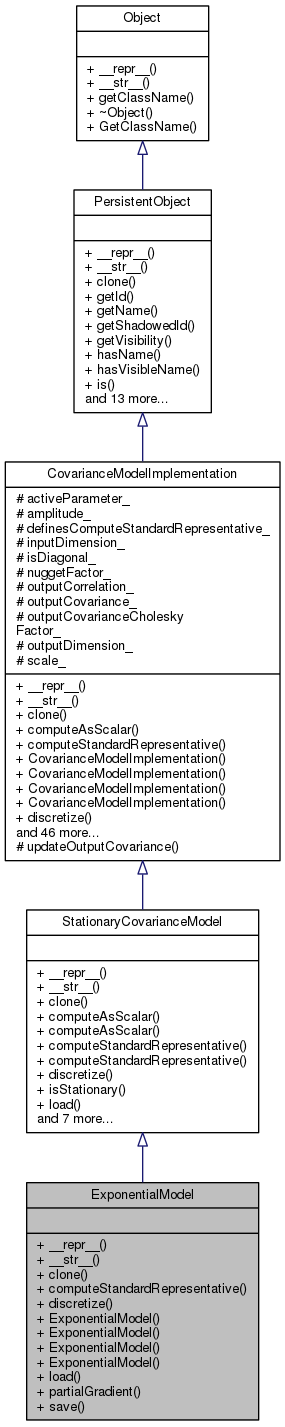 Object
+ __repr__()
+ __str__()
+ getClassName()
+ ~Object()
+ GetClassName()
PersistentObject
+ __repr__()
+ __str__()
+ clone()
+ getId()
+ getName()
+ getShadowedId()
+ getVisibility()
+ hasName()
+ hasVisibleName()
+ is()
and 13 more...
CovarianceModelImplementation
# activeParameter_
# amplitude_
# definesComputeStandardRepresentative_
# inputDimension_
# isDiagonal_
# nuggetFactor_
# outputCorrelation_
# outputCovariance_
# outputCovarianceCholesky
Factor_
# outputDimension_
# scale_
+ __repr__()
+ __str__()
+ clone()
+ computeAsScalar()
+ computeStandardRepresentative()
+ CovarianceModelImplementation()
+ CovarianceModelImplementation()
+ CovarianceModelImplementation()
+ CovarianceModelImplementation()
+ discretize()
and 46 more...
# updateOutputCovariance()
StationaryCovarianceModel
+ __repr__()
+ __str__()
+ clone()
+ computeAsScalar()
+ computeAsScalar()
+ computeStandardRepresentative()
+ computeStandardRepresentative()
+ discretize()
+ isStationary()
+ load()
and 7 more...
ExponentialModel
+ __repr__()
+ __str__()
+ clone()
+ computeStandardRepresentative()
+ discretize()
+ ExponentialModel()
+ ExponentialModel()
+ ExponentialModel()
+ ExponentialModel()
+ load()
+ partialGradient()
+ save()